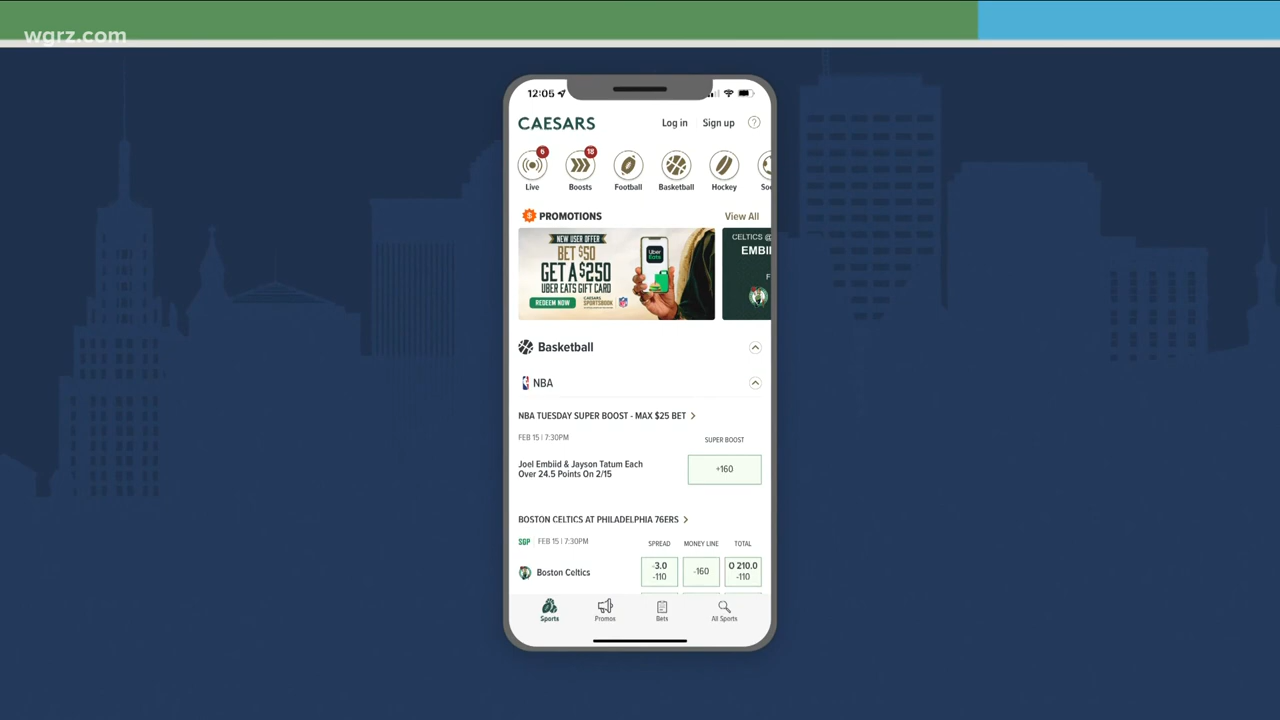 wgrz.com
12:05
CAESARS
Log in Sign up ?
6 18
Live Boosts Football Basketball Hockey Soc
$ PROMOTIONS View All
NEW USER OFFER
BET $50
GET A $250
UBER EATS GIFT CARD
REDEEM NOW
CAESARS
SPORTSBOOK
NFL
Uber
Eats
CELTICS @
EMBII
F
Basketball
NBA
NBA TUESDAY SUPER BOOST - MAX $25 BET
FEB 15 | 7:30PM SUPER BOOST
Joel Embiid & Jayson Tatum Each
Over 24.5 Points On 2/15
+160
BOSTON CELTICS AT PHILADELPHIA 76ERS
SGP FEB 15 | 7:30PM SPREAD MONEY LINE TOTAL
Boston Celtics
-3.0
-110
-160
O 210.0
-110
Sports Promos Bets All Sports